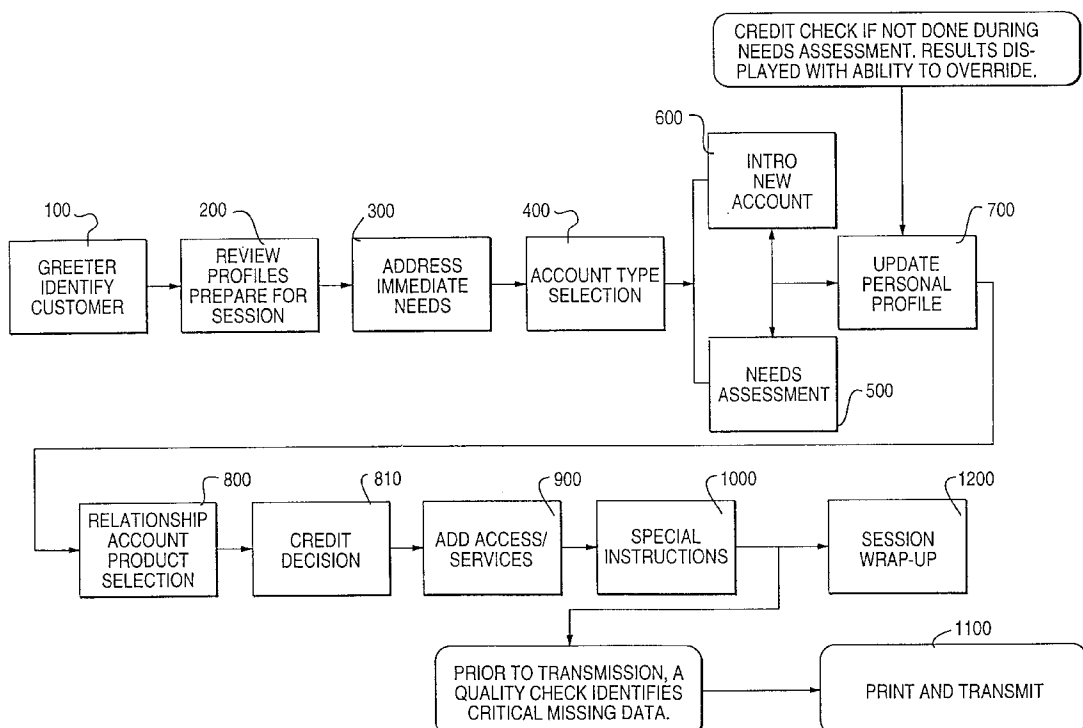 CREDIT CHECK IF NOT DONE DURING
NEEDS ASSESSMENT. RESULTS DIS-
PLAYED WITH ABILITY TO OVERRIDE.
600
INTRO
NEW
ACCOUNT
100
GREETER
IDENTIFY
CUSTOMER
200
REVIEW
PROFILES
PREPARE FOR
SESSION
300
ADDRESS
IMMEDIATE
NEEDS
400
ACCOUNT TYPE
SELECTION
700
UPDATE
PERSONAL
PROFILE
NEEDS
ASSESSMENT
500
800
RELATIONSHIP
ACCOUNT
PRODUCT
SELECTION
810
CREDIT
DECISION
900
ADD ACCESS/
SERVICES
1000
SPECIAL
INSTRUCTIONS
1200
SESSION
WRAP-UP
PRIOR TO TRANSMISSION, A
QUALITY CHECK IDENTIFIES
CRITICAL MISSING DATA.
1100
PRINT AND TRANSMIT